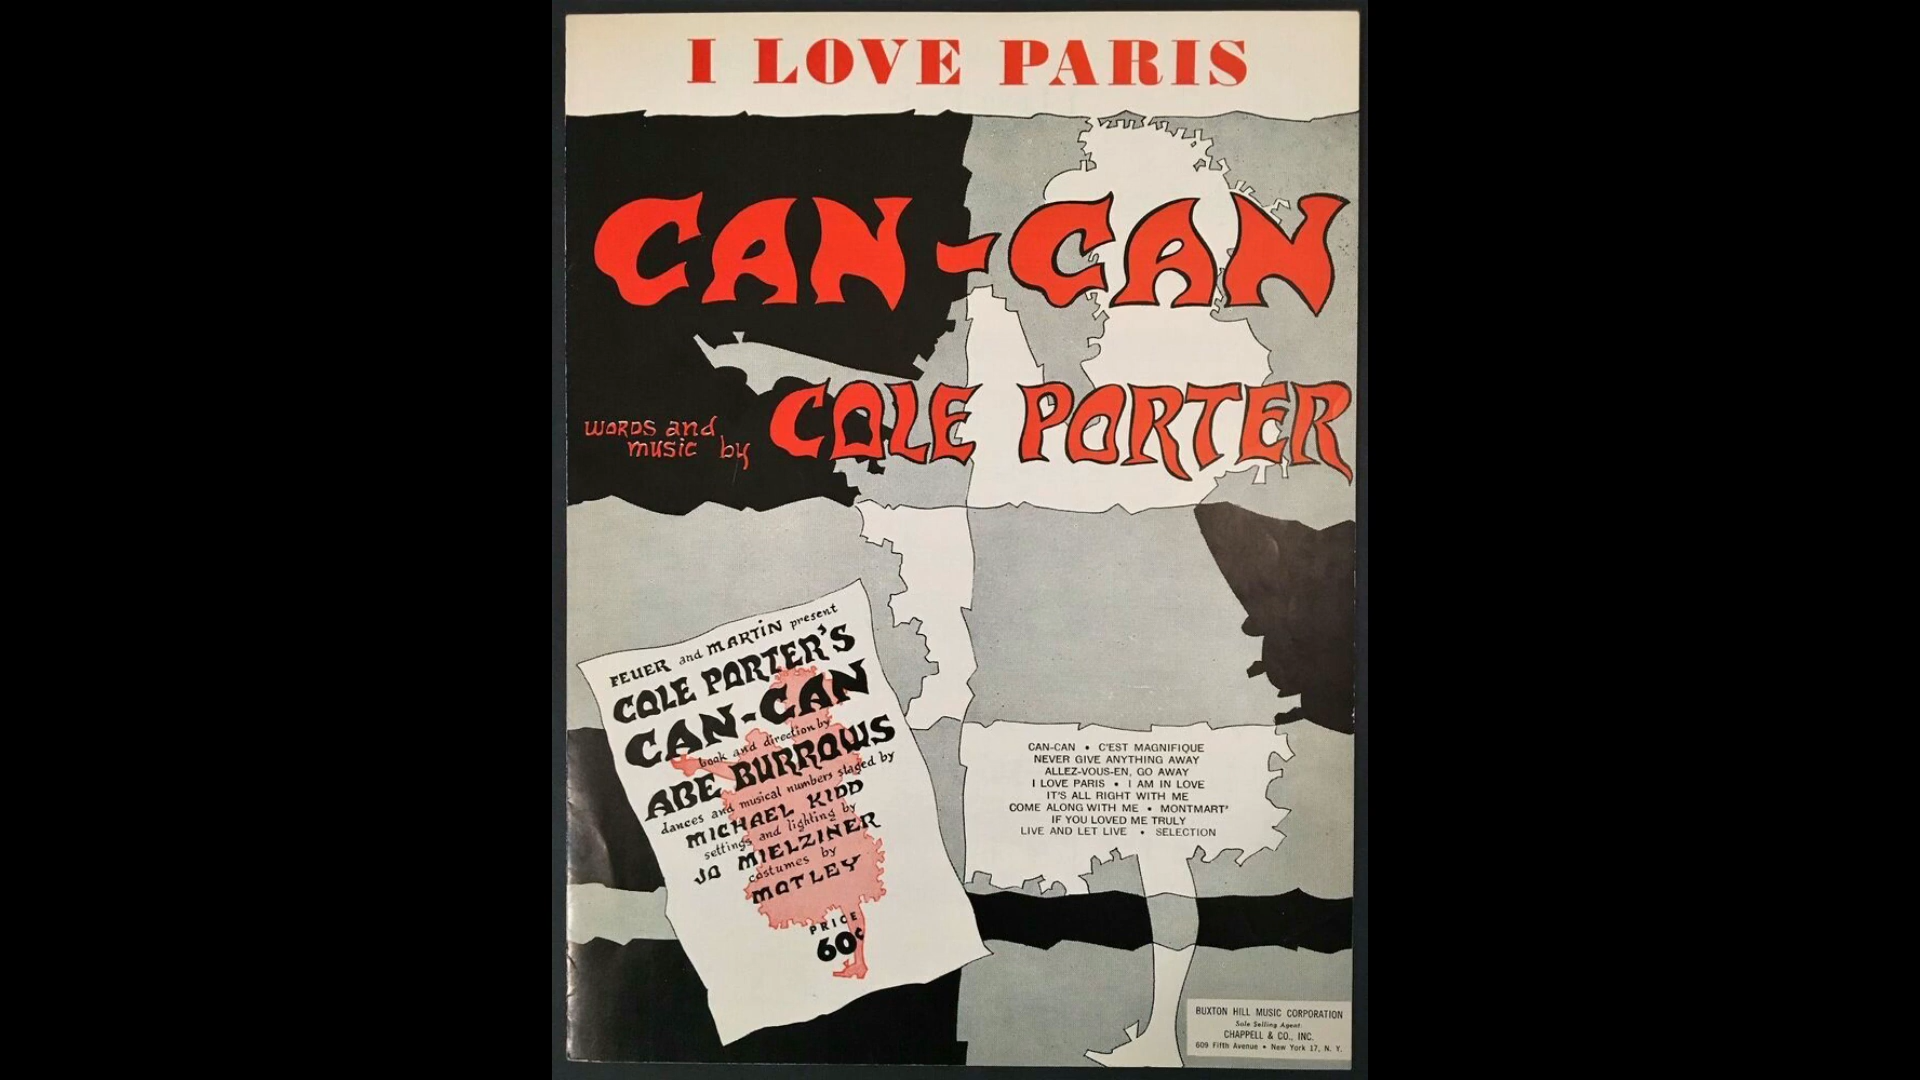 I LOVE PARIS
CAN-CAN
WORDS and
music by COLE PORTER
FEUER and MARTIN present
COLE PORTER'S
CAN-CAN
book and direction by
ABE BURROWS
dances and musical numbers staged by
MICHAEL KIDD
settings and lighting by
JO MIELZINER
costumes by
MOTLEY
PRICE
60¢
CAN-CAN • C'EST MAGNIFIQUE
NEVER GIVE ANYTHING AWAY
ALLEZ-VOUS-EN, GO AWAY
I LOVE PARIS • I AM IN LOVE
IT'S ALL RIGHT WITH ME
COME ALONG WITH ME • MONTMART'
IF YOU LOVED ME TRULY
LIVE AND LET LIVE • SELECTION
BUXTON HILL MUSIC CORPORATION
Sole Selling Agent:
CHAPPELL & CO., INC.
609 Fifth Avenue • New York 17, N. Y.